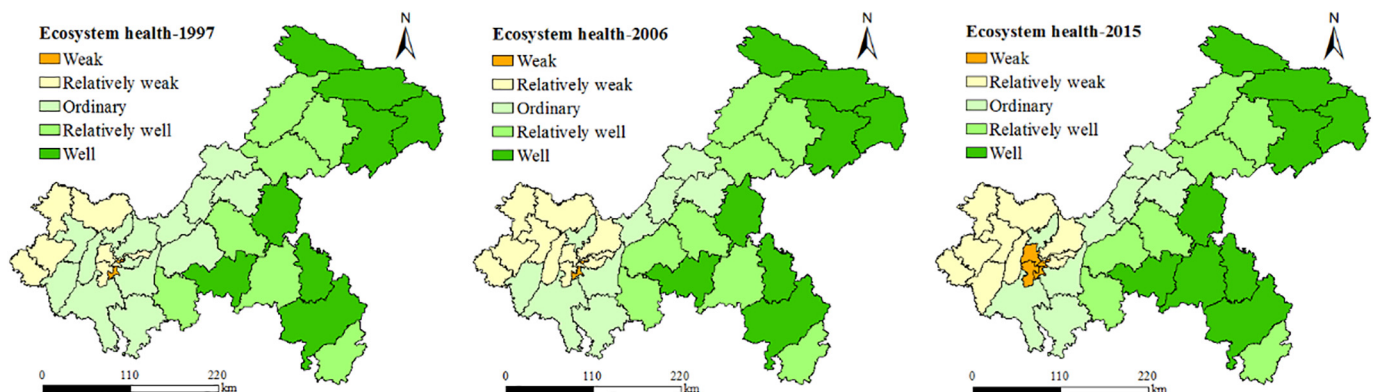 N
Ecosystem health-1997
Weak
Relatively weak
Ordinary
Relatively well
Well
0 110 220
km
N
Ecosystem health-2006
Weak
Relatively weak
Ordinary
Relatively well
Well
0 110 220
km
N
Ecosystem health-2015
Weak
Relatively weak
Ordinary
Relatively well
Well
0 110 220
km